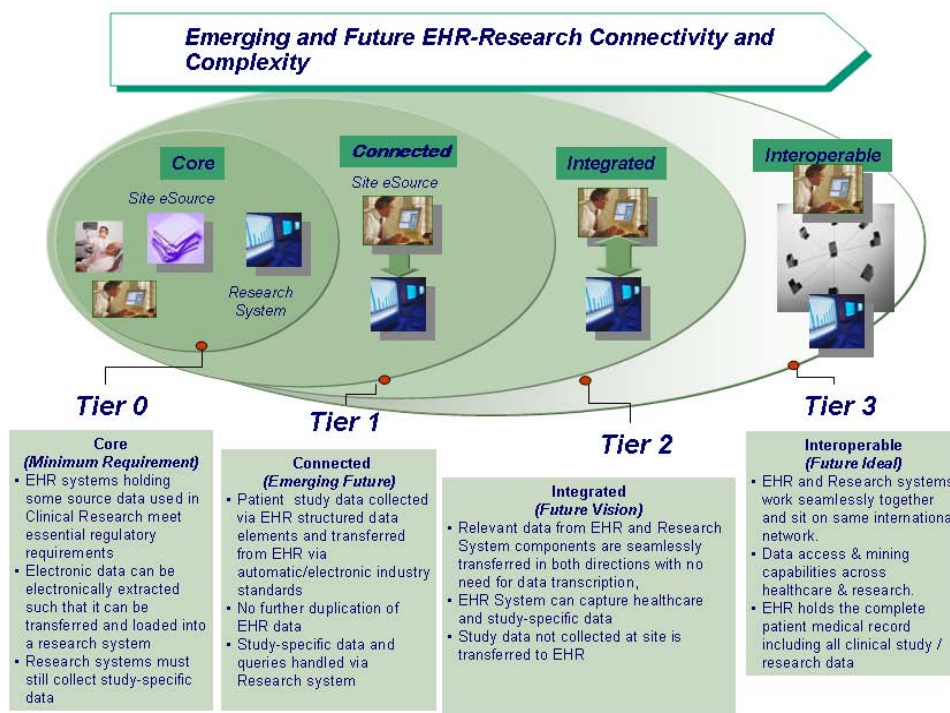 Emerging and Future EHR-Research Connectivity and
Complexity
Core
Connected
Integrated
Interoperable
Site eSource
Site eSource
Research
System
Tier 0
Tier 1
Tier 2
Tier 3
Core
(Minimum Requirement)
• EHR systems holding
some source data used in
Clinical Research meet
essential regulatory
requirements
• Electronic data can be
electronically extracted
such that it can be
transferred and loaded into
a research system
• Research systems must
still collect study-specific
data
Connected
(Emerging Future)
• Patient study data collected
via EHR structured data
elements and transferred
from EHR via
automatic/electronic industry
standards
• No further duplication of
EHR data
• Study-specific data and
queries handled via
Research system
Integrated
(Future Vision)
• Relevant data from EHR and Research
System components are seamlessly
transferred in both directions with no
need for data transcription,
• EHR System can capture healthcare
and study-specific data
• Study data not collected at site is
transferred to EHR
Interoperable
(Future Ideal)
• EHR and Research systems
work seamlessly together
and sit on same internationa
network.
• Data access & mining
capabilities across
healthcare & research.
• EHR holds the complete
patient medical record
including all clinical study /
research data